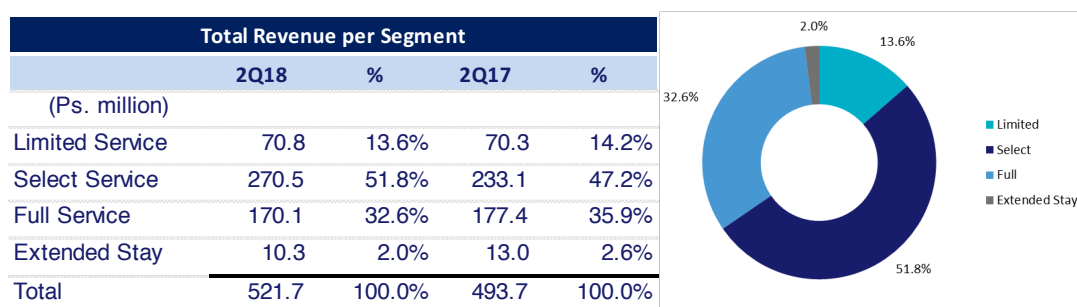 Total Revenue per Segment
2Q18 % 2Q17 %
(Ps. million)
Limited Service 70.8 13.6% 70.3 14.2%
Select Service 270.5 51.8% 233.1 47.2%
Full Service 170.1 32.6% 177.4 35.9%
Extended Stay 10.3 2.0% 13.0 2.6%
Total 521.7 100.0% 493.7 100.0%
2.0%
13.6%
32.6%
51.8%
Limited
Select
Full
Extended Stay